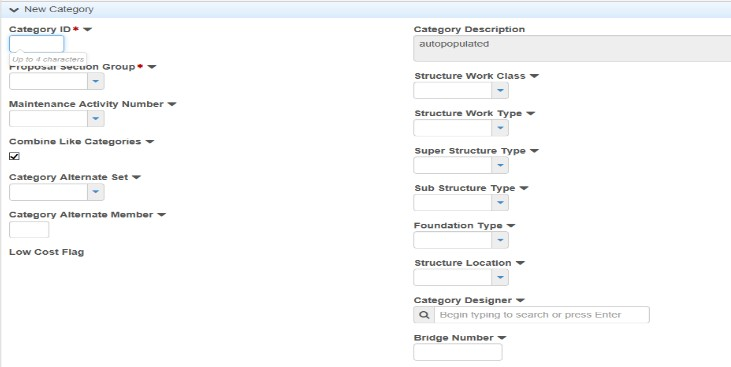 New Category
Category ID*
Up to 4 characters
Proposal Section Group*
Maintenance Activity Number
Combine Like Categories
Category Alternate Set
Category Alternate Member
Low Cost Flag
Category Description
autopopulated
Structure Work Class
Structure Work Type
Super Structure Type
Sub Structure Type
Foundation Type
Structure Location
Category Designer
Begin typing to search or press Enter
Bridge Number